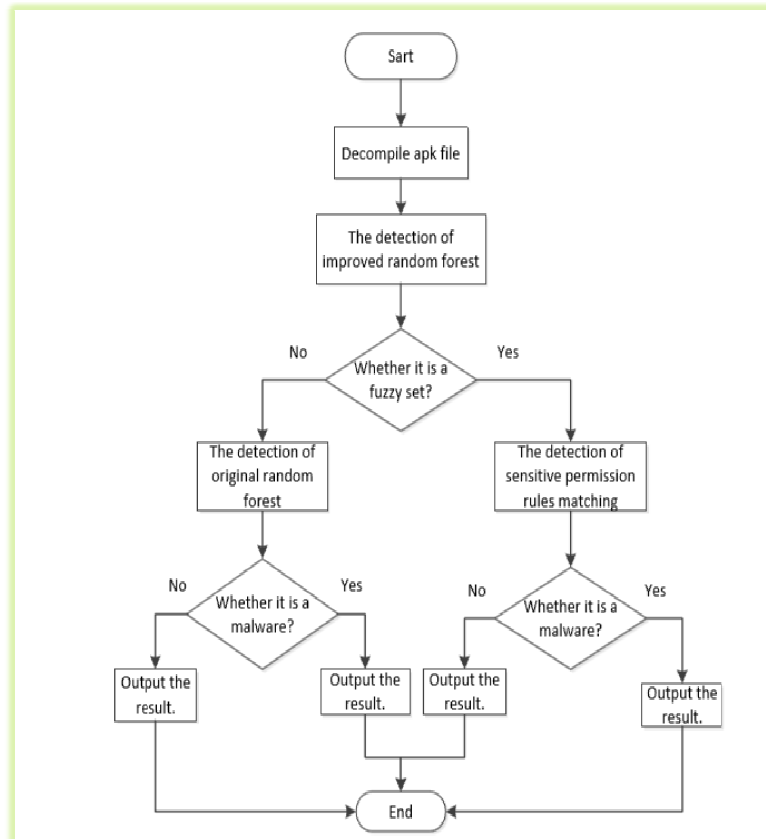 Sart
Decompile apk file
The detection of
improved random forest
No
Yes
Whether it is a
fuzzy set?
The detection of
original random
forest
The detection of
sensitive permission
rules matching
No
Yes
Whether it is a
malware?
No
Yes
Whether it is a
malware?
Output the
result.
Output the
result.
Output the
result.
Output the
result.
End